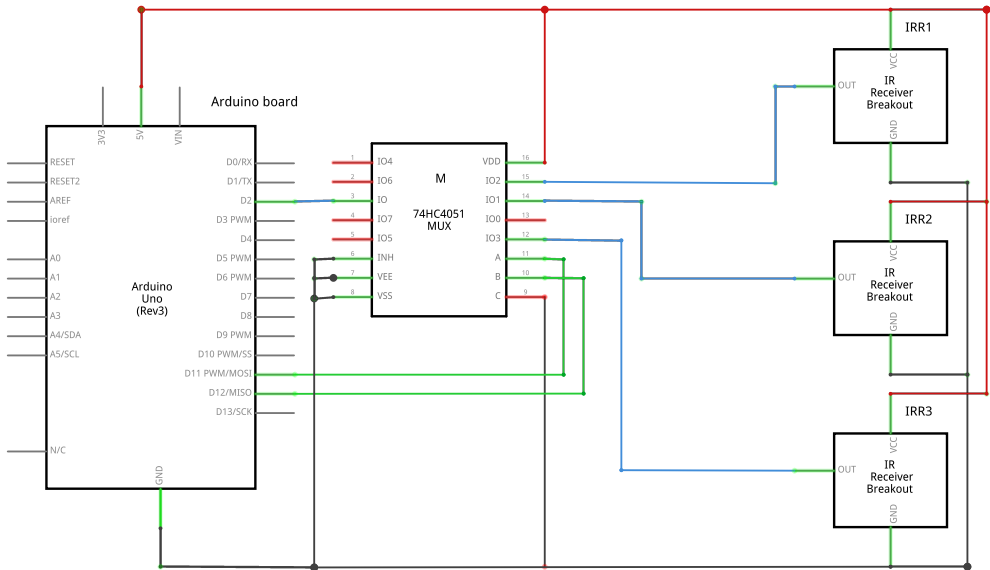 IRR1
VCC
IR
Receiver
Breakout
OUT
GND
Arduino board
3V3
5V
VIN
RESET
RESET2
AREF
ioref
A0
A1
A2
A3
A4/SDA
A5/SCL
N/C
Arduino
Uno
(Rev3)
D0/RX
D1/TX
D2
D3 PWM
D4
D5 PWM
D6 PWM
D7
D8
D9 PWM
D10 PWM/SS
D11 PWM/MOSI
D12/MISO
D13/SCK
GND
M
74HC4051
MUX
1 IO4
2 IO6
3 IO
4 IO7
5 IO5
6 INH
7 VEE
8 VSS
VDD 16
IO2 15
IO1 14
IO0 13
IO3 12
A 11
B 10
C 9
IRR2
VCC
IR
Receiver
Breakout
OUT
GND
IRR3
VCC
IR
Receiver
Breakout
OUT
GND